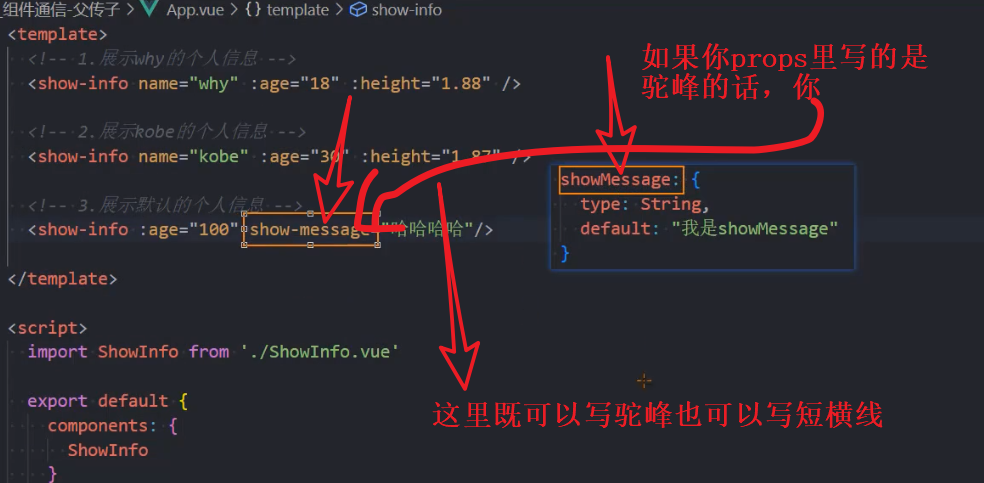 _组件通信-父传子 > App.vue > {} template > show-info
<template>
<!-- 1.展示why的个人信息 -->
<show-info name="why" :age="18" :height="1.88" />
<!-- 2.展示kobe的个人信息 -->
<show-info name="kobe" :age="30" :height="1.87" />
<!-- 3.展示默认的个人信息 -->
<show-info :age="100" show-message="哈哈哈哈"/>
</template>
<script>
import ShowInfo from './ShowInfo.vue'
export default {
components: {
ShowInfo
}
如果你props里写的是
驼峰的话，你
showMessage: {
type: String,
default: "我是showMessage"
}
这里既可以写驼峰也可以写短横线